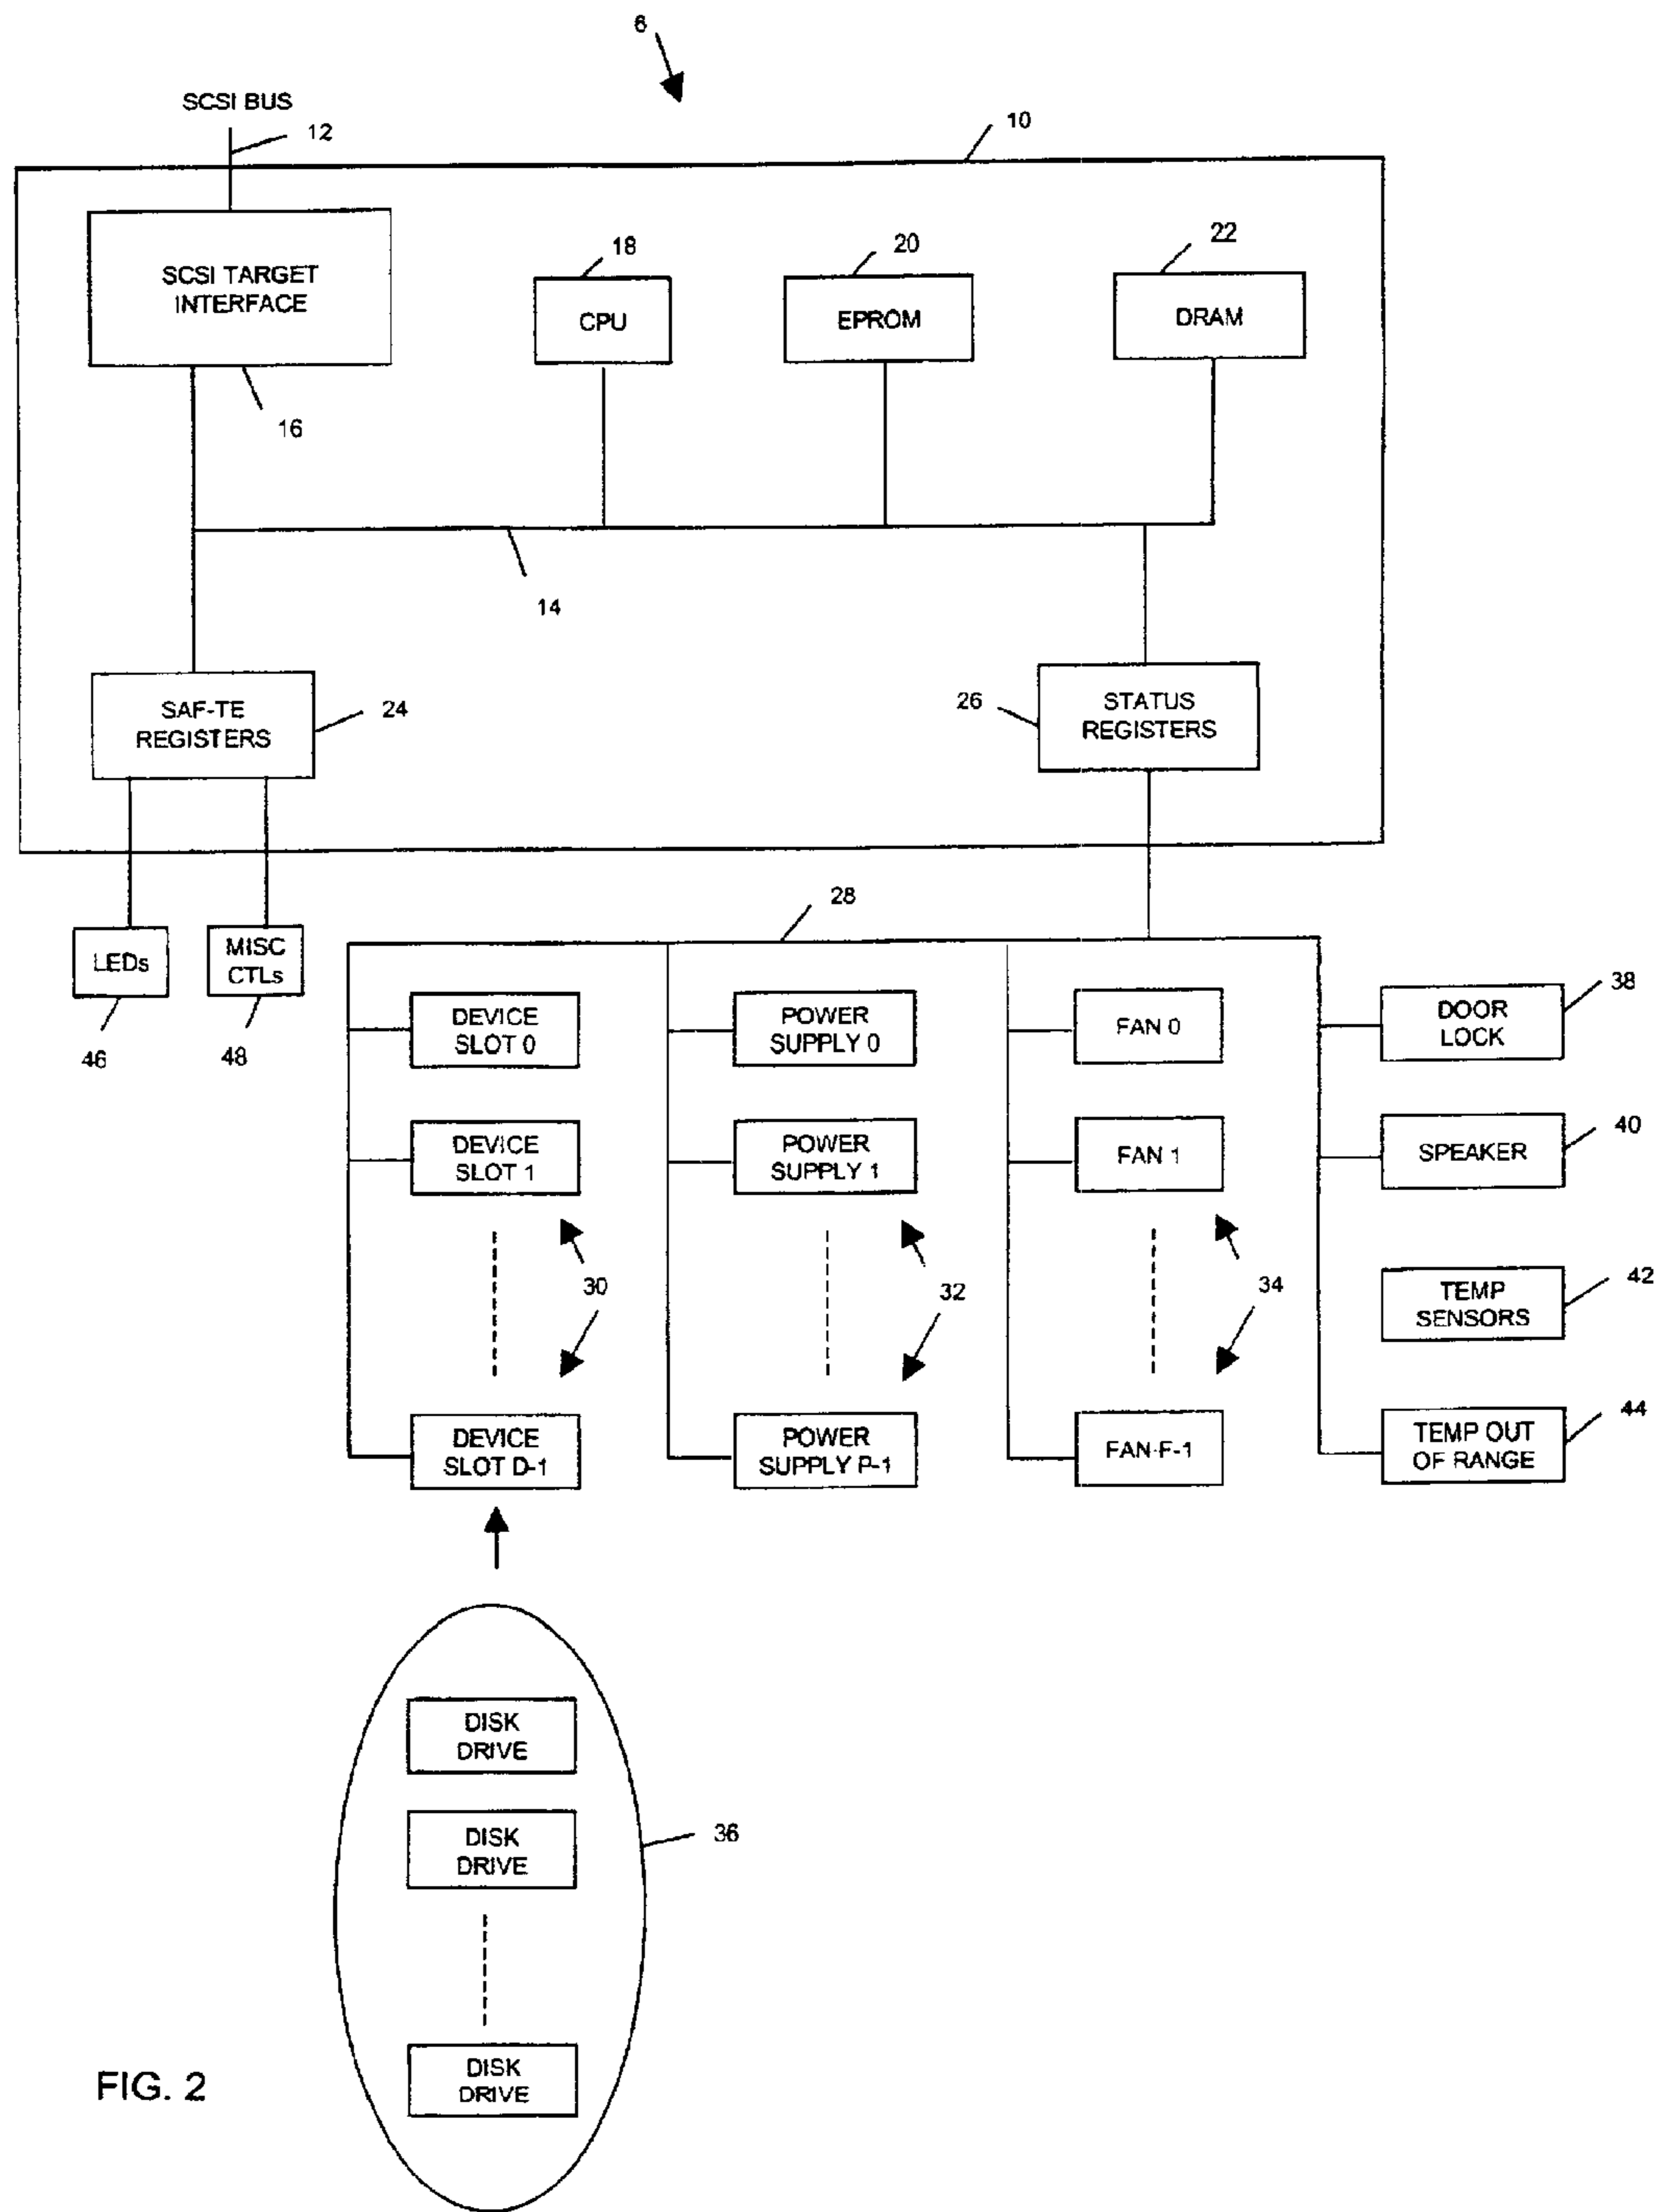 6
SCSI BUS
12
10
SCSI TARGET
INTERFACE
16
18
CPU
20
EPROM
22
DRAM
14
SAF-TE
REGISTERS
24
26
STATUS
REGISTERS
LEDs
46
MISC
CTLs
48
28
DEVICE
SLOT 0
DEVICE
SLOT 1
30
DEVICE
SLOT D-1
POWER
SUPPLY 0
POWER
SUPPLY 1
32
POWER
SUPPLY P-1
FAN 0
FAN 1
34
FAN F-1
DOOR
LOCK
38
SPEAKER
40
TEMP
SENSORS
42
TEMP OUT
OF RANGE
44
DISK
DRIVE
DISK
DRIVE
36
DISK
DRIVE
FIG. 2